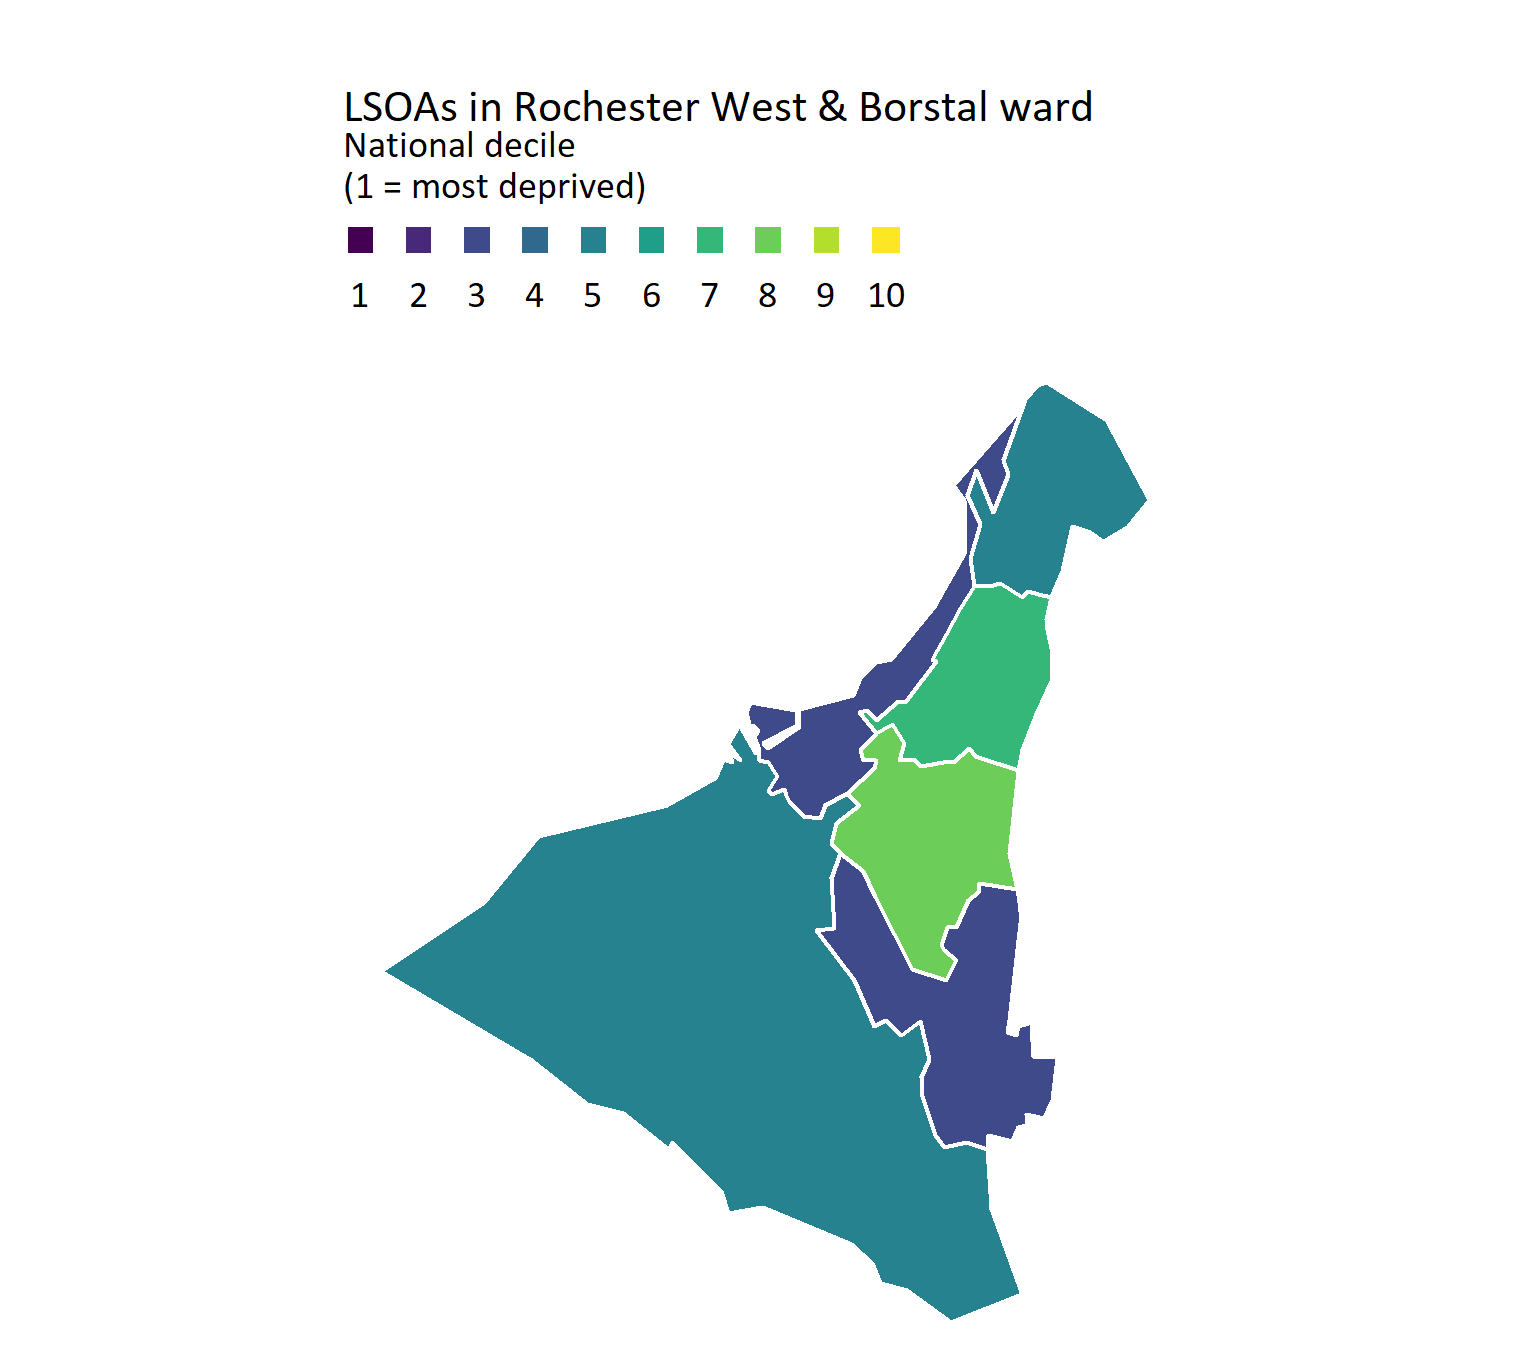 LSOAs in Rochester West & Borstal ward
National decile
(1 = most deprived)
1 2 3 4 5 6 7 8 9 10